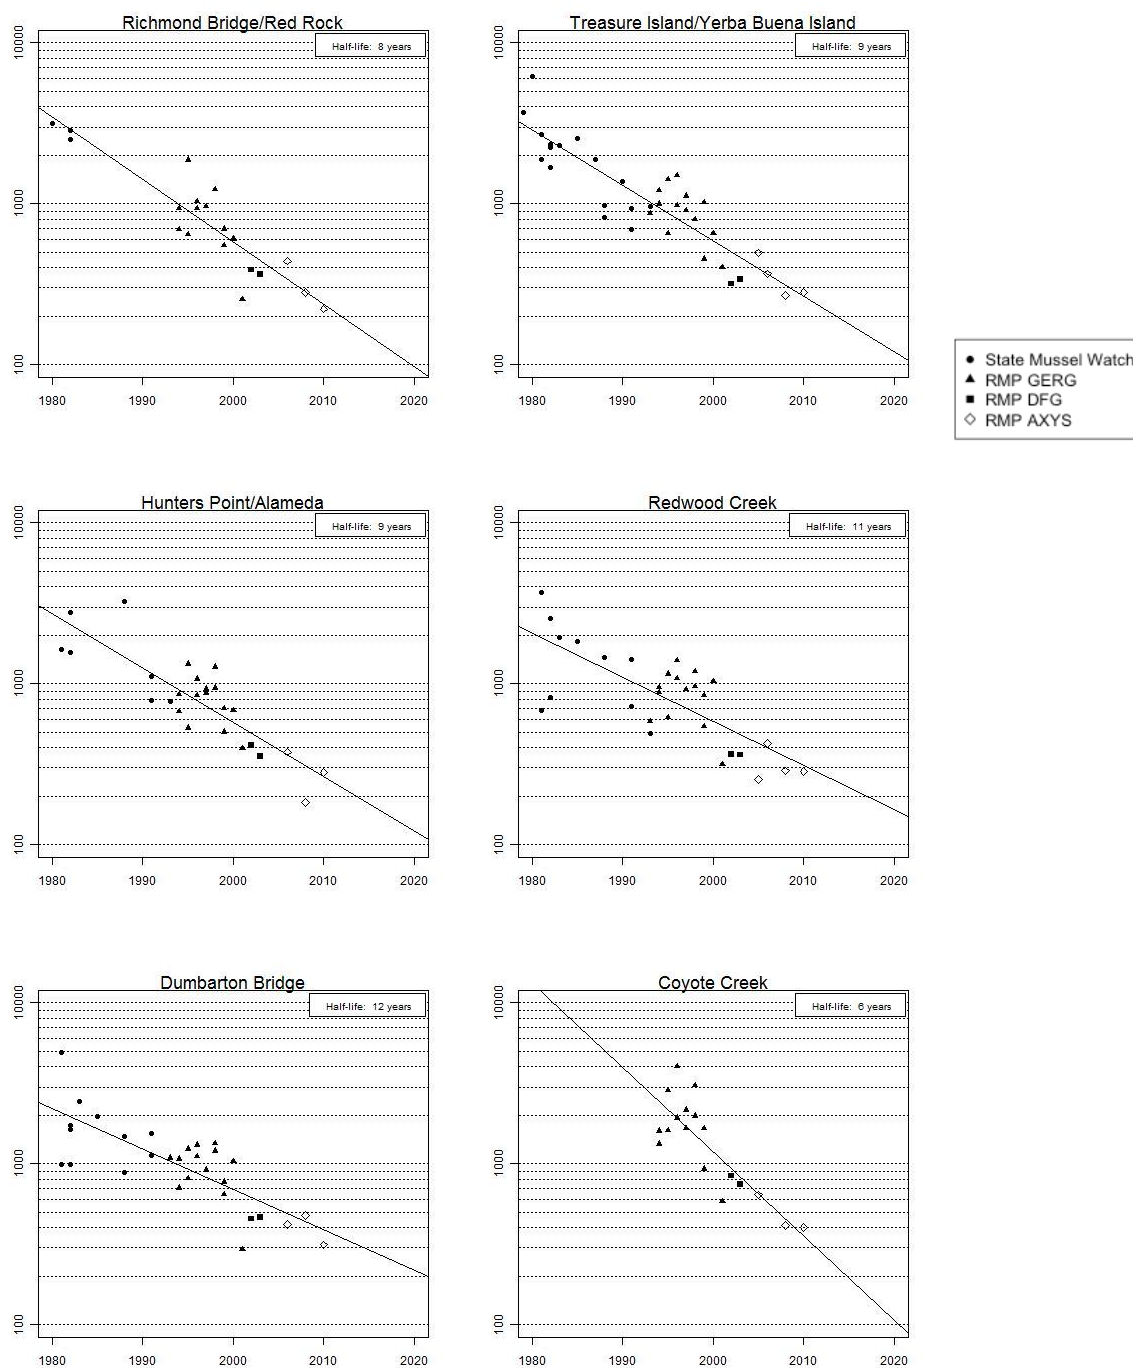 Richmond Bridge/Red Rock
Half-life: 8 years
10000
1000
100
1980 1990 2000 2010 2020
Treasure Island/Yerba Buena Island
Half-life: 9 years
10000
1000
100
1980 1990 2000 2010 2020
State Mussel Watch
RMP GERG
RMP DFG
RMP AXYS
Hunters Point/Alameda
Half-life: 9 years
10000
1000
100
1980 1990 2000 2010 2020
Redwood Creek
Half-life: 11 years
10000
1000
100
1980 1990 2000 2010 2020
Dumbarton Bridge
Half-life: 12 years
10000
1000
100
1980 1990 2000 2010 2020
Coyote Creek
Half-life: 6 years
10000
1000
100
1980 1990 2000 2010 2020